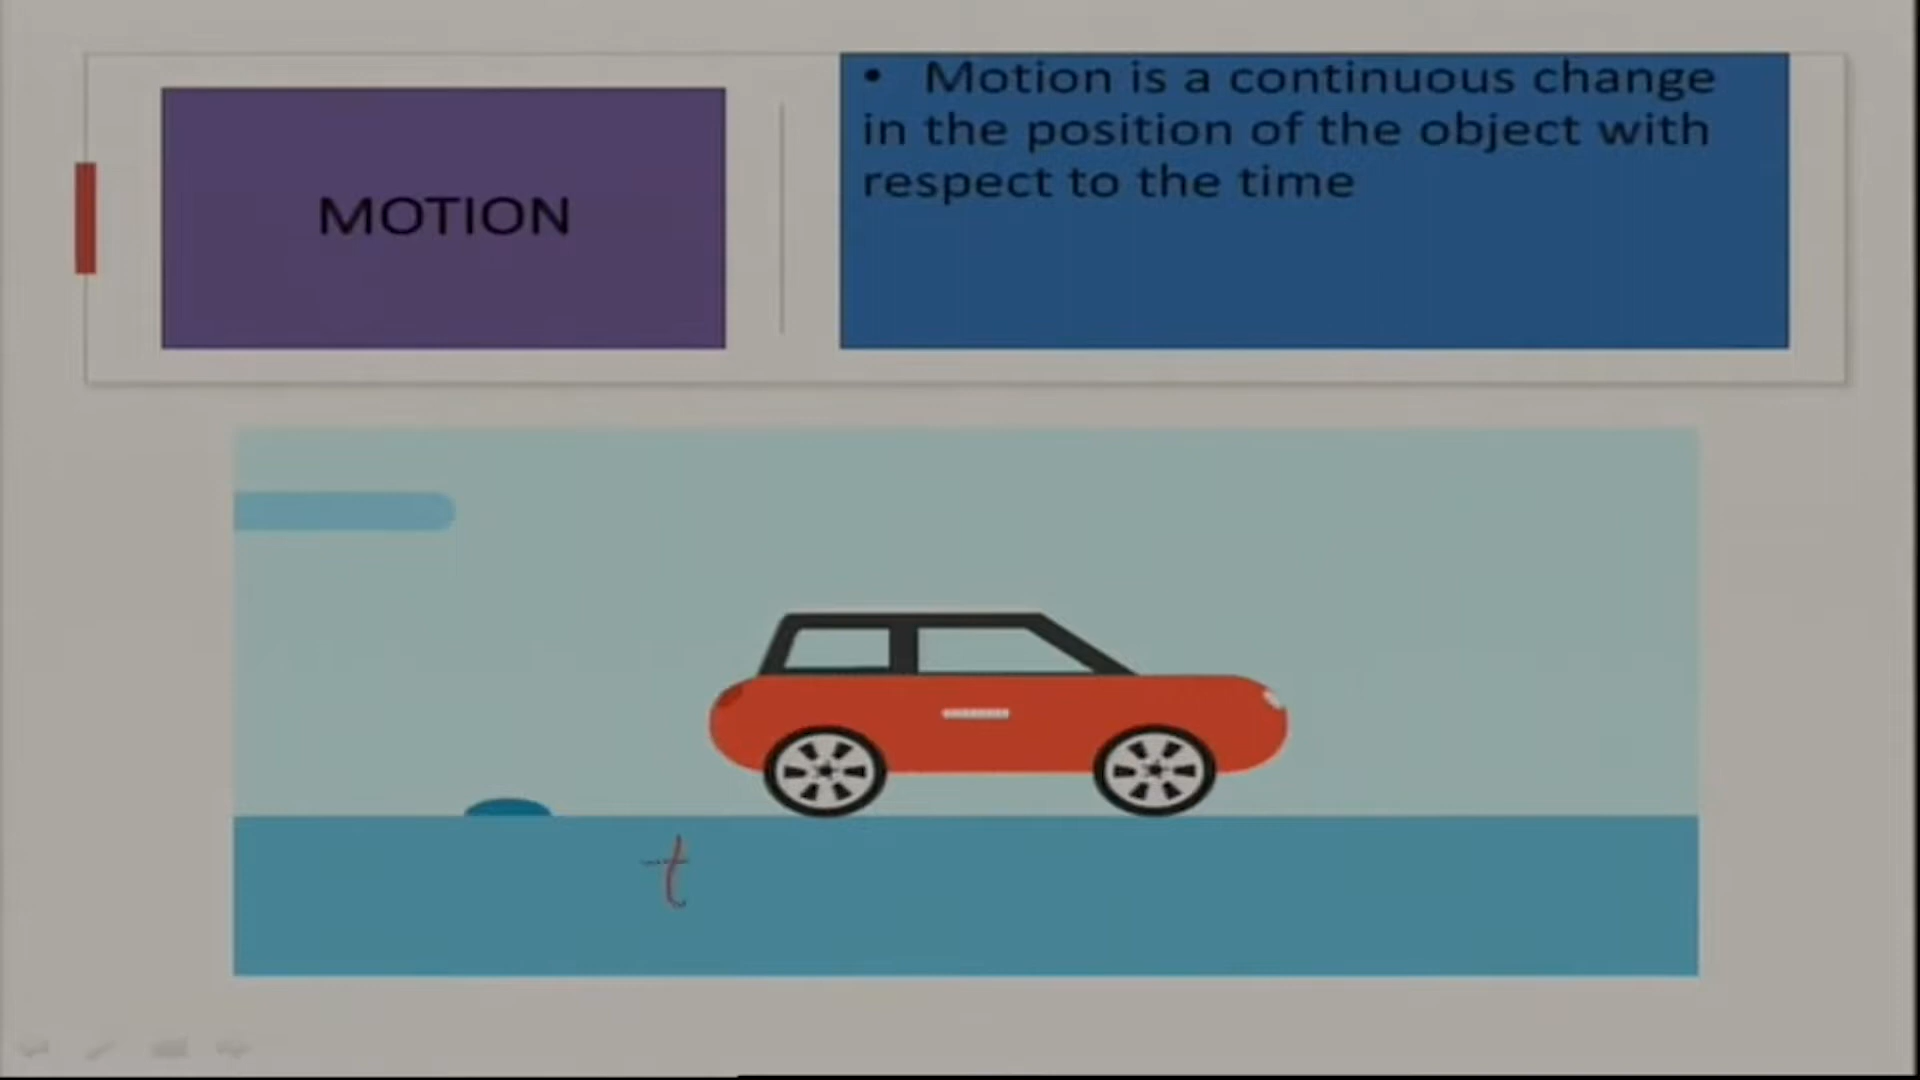 MOTION
• Motion is a continuous change
in the position of the object with
respect to the time
t